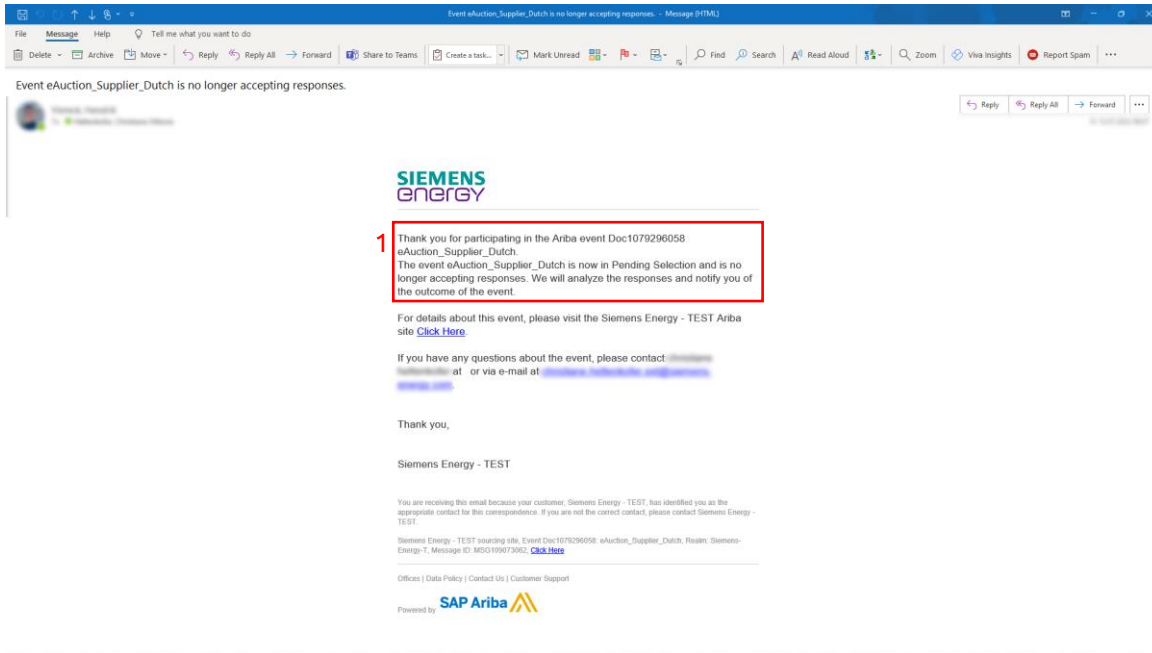 Event eAuction_Supplier_Dutch is no longer accepting responses. - Message (HTML)
File Message Help Tell me what you want to do
Delete Archive Move Reply Reply All Forward Share to Teams Create a task... Mark Unread Find Search Read Aloud Zoom Viva Insights Report Spam
Event eAuction_Supplier_Dutch is no longer accepting responses.
Reply Reply All Forward
To
SIEMENS
energy
1
Thank you for participating in the Ariba event Doc1079296058
eAuction_Supplier_Dutch.
The event eAuction_Supplier_Dutch is now in Pending Selection and is no
longer accepting responses. We will analyze the responses and notify you of
the outcome of the event.
For details about this event, please visit the Siemens Energy - TEST Ariba
site Click Here.
If you have any questions about the event, please contact
at or via e-mail at
Thank you,
Siemens Energy - TEST
You are receiving this email because your customer, Siemens Energy - TEST, has identified you as the
appropriate contact for this correspondence. If you are not the correct contact, please contact Siemens Energy -
TEST.
Siemens Energy - TEST sourcing site, Event Doc1079296058: eAuction_Supplier_Dutch, Realm: Siemens-
Energy-T, Message ID: MSG109073062, Click Here
Offices | Data Policy | Contact Us | Customer Support
Powered by SAP Ariba